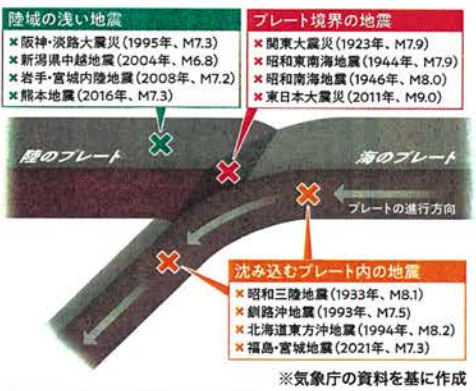 陸域の浅い地震
×阪神・淡路大震災(1995年、M7.3)
×新潟県中越地震(2004年、M6.8)
×岩手・宮城内陸地震(2008年、M7.2)
×熊本地震(2016年、M7.3)
プレート境界の地震
×関東大震災(1923年、M7.9)
×昭和東南海地震(1944年、M7.9)
×昭和南海地震(1946年、M8.0)
×東日本大震災(2011年、M9.0)
陸のプレート
海のプレート
プレートの進行方向
沈み込むプレート内の地震
×昭和三陸地震(1933年、M8.1)
×釧路沖地震(1993年、M7.5)
×北海道東方沖地震(1994年、M8.2)
×福島・宮城地震(2021年、M7.3)
※気象庁の資料を基に作成